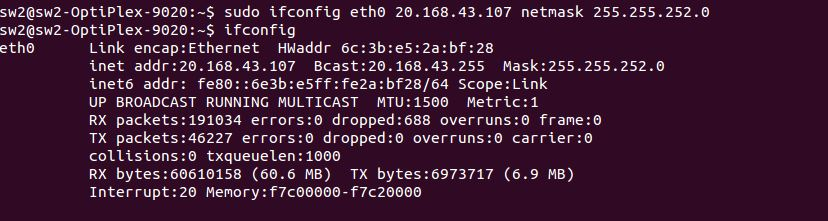 sw2@sw2-OptiPlex-9020:~$ sudo ifconfig eth0 20.168.43.107 netmask 255.255.252.0
sw2@sw2-OptiPlex-9020:~$ ifconfig
eth0      Link encap:Ethernet  HWaddr 6c:3b:e5:2a:bf:28
          inet addr:20.168.43.107  Bcast:20.168.43.255  Mask:255.255.252.0
          inet6 addr: fe80::6e3b:e5ff:fe2a:bf28/64 Scope:Link
          UP BROADCAST RUNNING MULTICAST  MTU:1500  Metric:1
          RX packets:191034 errors:0 dropped:688 overruns:0 frame:0
          TX packets:46227 errors:0 dropped:0 overruns:0 carrier:0
          collisions:0 txqueuelen:1000
          RX bytes:60610158 (60.6 MB)  TX bytes:6973717 (6.9 MB)
          Interrupt:20 Memory:f7c00000-f7c20000